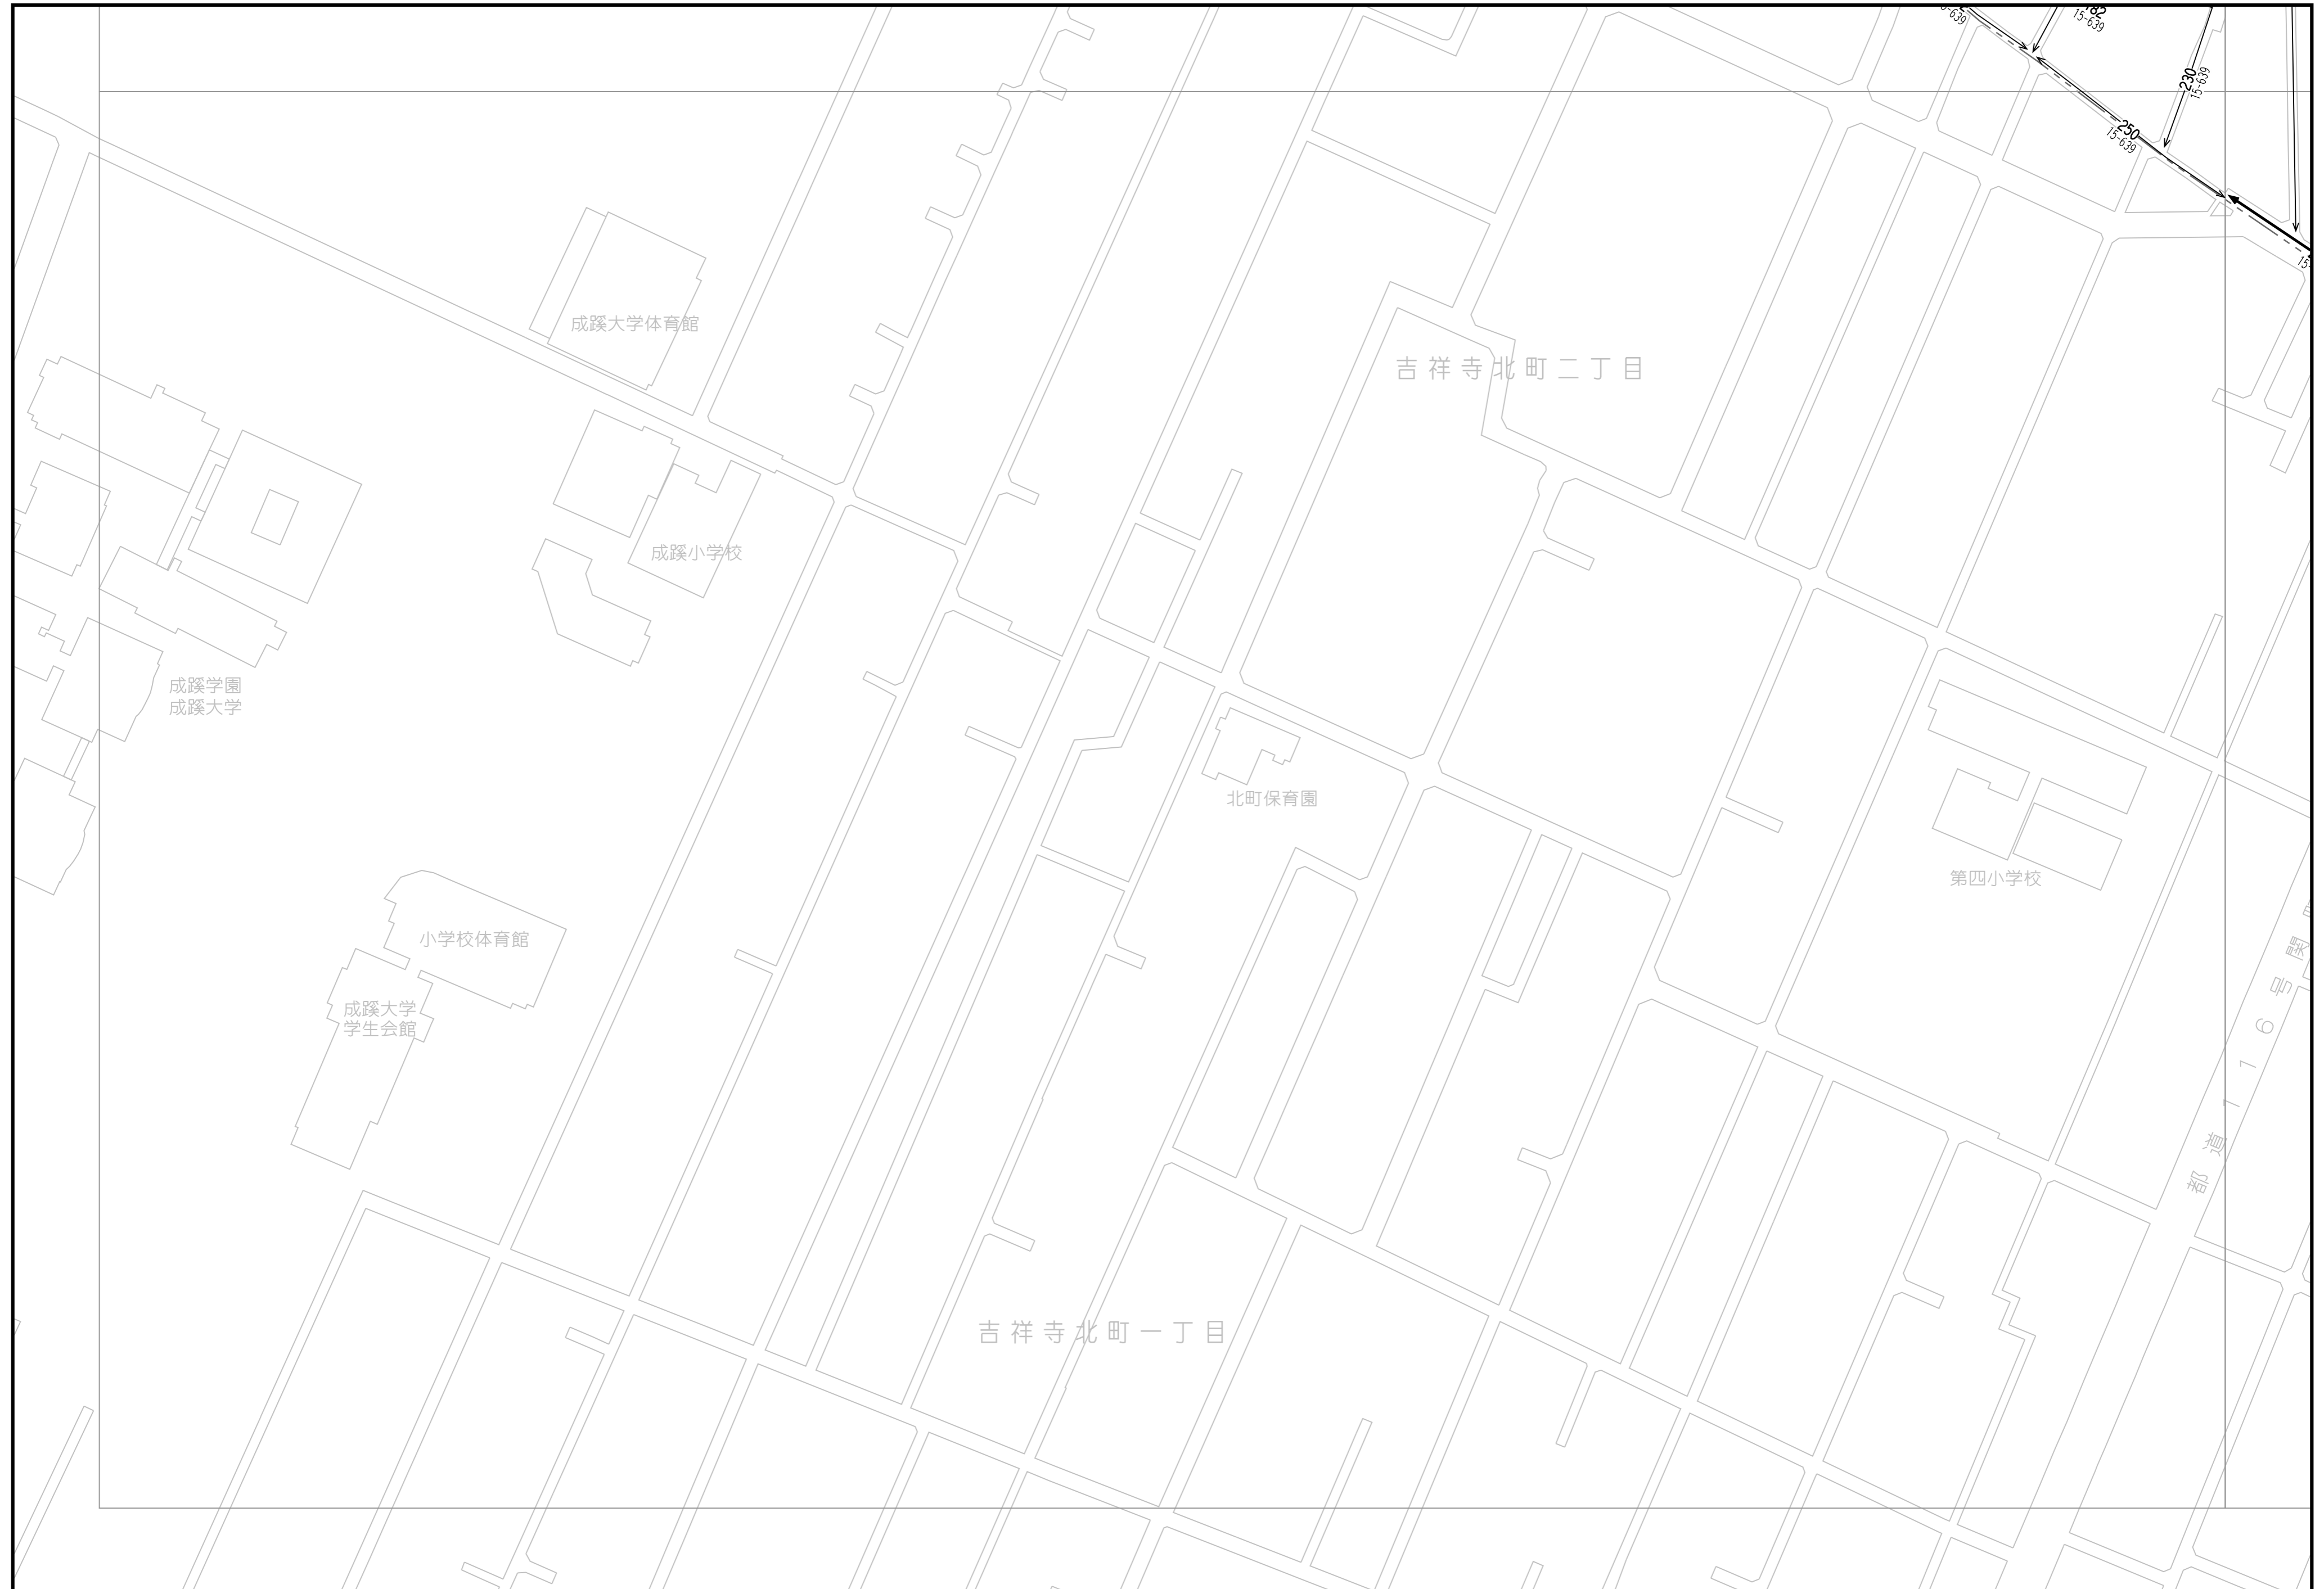 15-639
15-639
230
15-639
250
15-639
成蹊大学体育館
吉祥寺北町二丁目
成蹊小学校
成蹊学園
成蹊大学
北町保育園
第四小学校
小学校体育館
成蹊大学
学生会館
都道116号関
吉祥寺北町一丁目